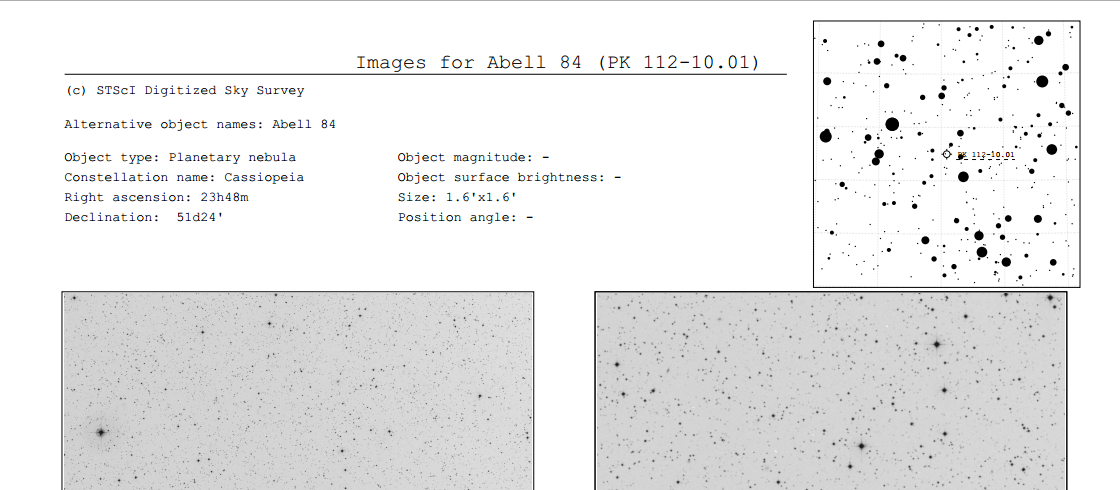 Images for Abell 84 (PK 112-10.01)
(c) STScI Digitized Sky Survey
Alternative object names: Abell 84
Object type: Planetary nebula
Constellation name: Cassiopeia
Right ascension: 23h48m
Declination:  51d24'
Object magnitude: -
Object surface brightness: -
Size: 1.6'x1.6'
Position angle: -
PK 112-10.01